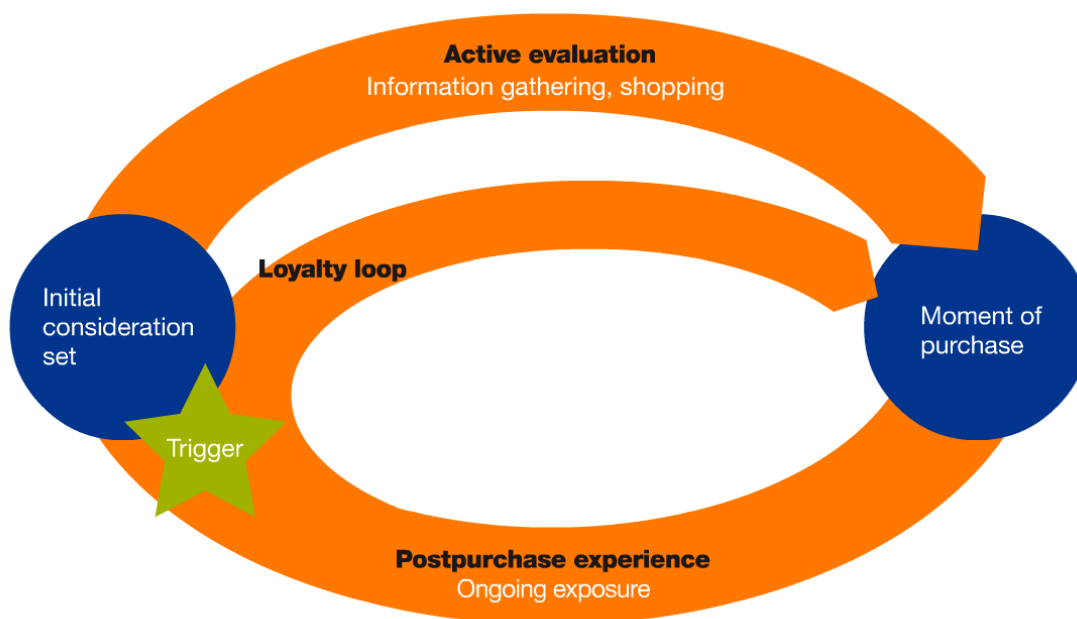 Active evaluation
Information gathering, shopping
Loyalty loop
Initial
consideration
set
Moment of
purchase
Trigger
Postpurchase experience
Ongoing exposure